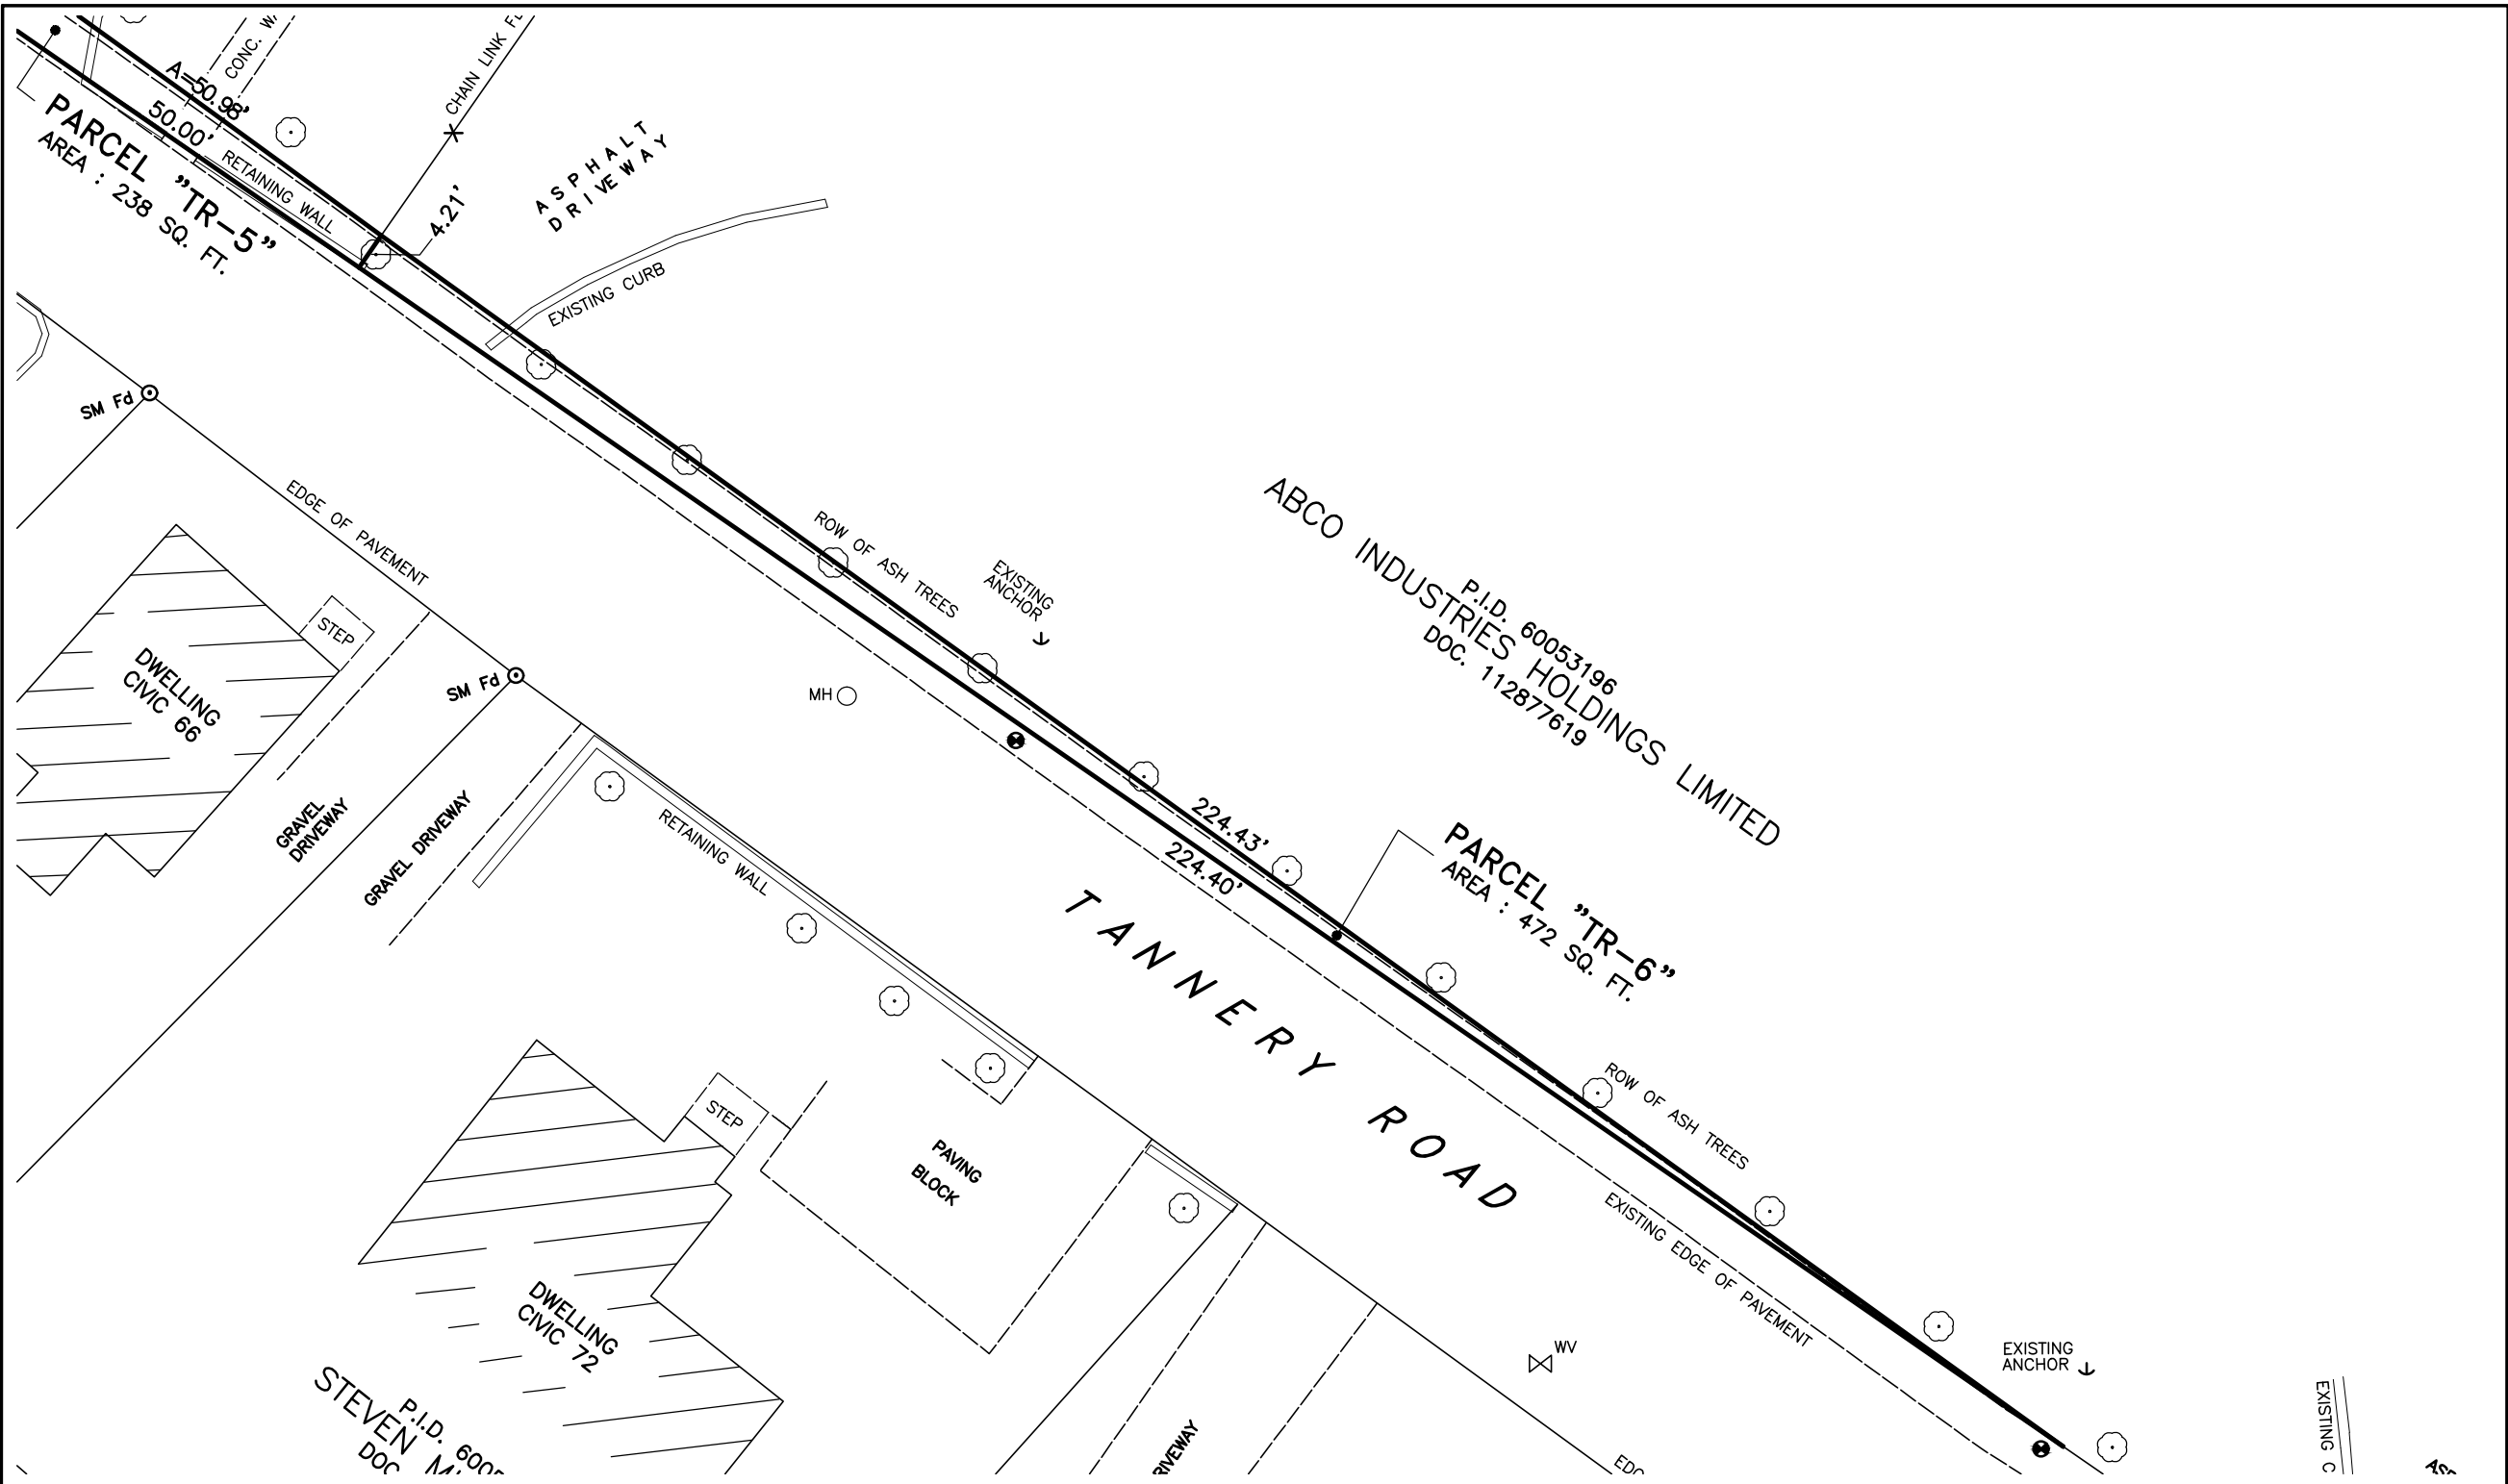 CONC.
CHAIN LINK
A=50.98'
50.00'
PARCEL "TR-5"
AREA : 238 SQ. FT.
RETAINING WALL
4.21'
ASPHALT
DRIVEWAY
EXISTING CURB
SM Fd
EDGE OF PAVEMENT
STEP
DWELLING
CIVIC 66
SM Fd
GRAVEL
DRIVEWAY
GRAVEL DRIVEWAY
RETAINING WALL
MH
ROW OF ASH TREES
EXISTING
ANCHOR
P.I.D. 60053196
ABCO INDUSTRIES HOLDINGS LIMITED
DOC. 112877619
224.43'
224.40'
PARCEL "TR-6"
AREA : 472 SQ. FT.
TANNERY ROAD
ROW OF ASH TREES
EXISTING EDGE OF PAVEMENT
STEP
PAVING
BLOCK
DWELLING
CIVIC 72
P.I.D.
STEVEN
DOC
WV
EXISTING
ANCHOR
EXISTING